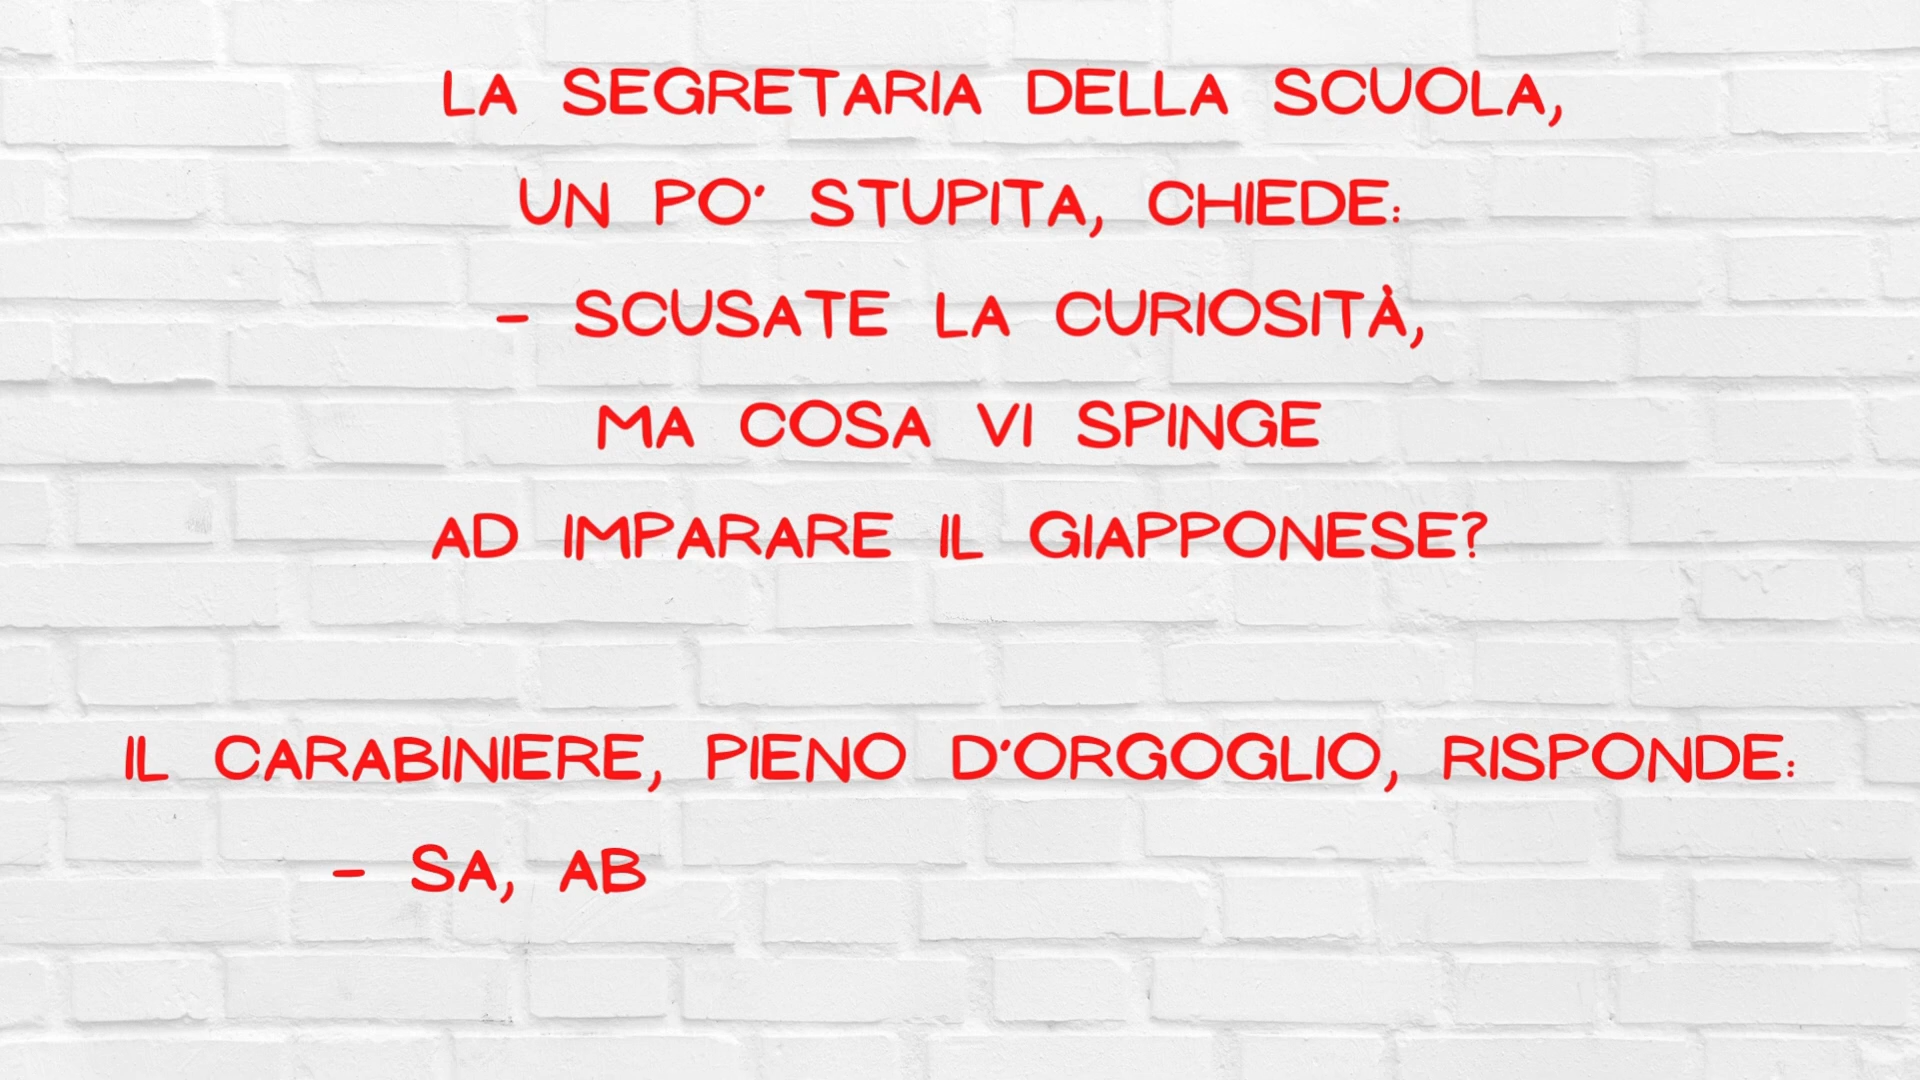 LA SEGRETARIA DELLA SCUOLA,
UN PO' STUPITA, CHIEDE:
- SCUSATE LA CURIOSITÀ,
MA COSA VI SPINGE
AD IMPARARE IL GIAPPONESE?
IL CARABINIERE, PIENO D'ORGOGLIO, RISPONDE:
- SA, AB